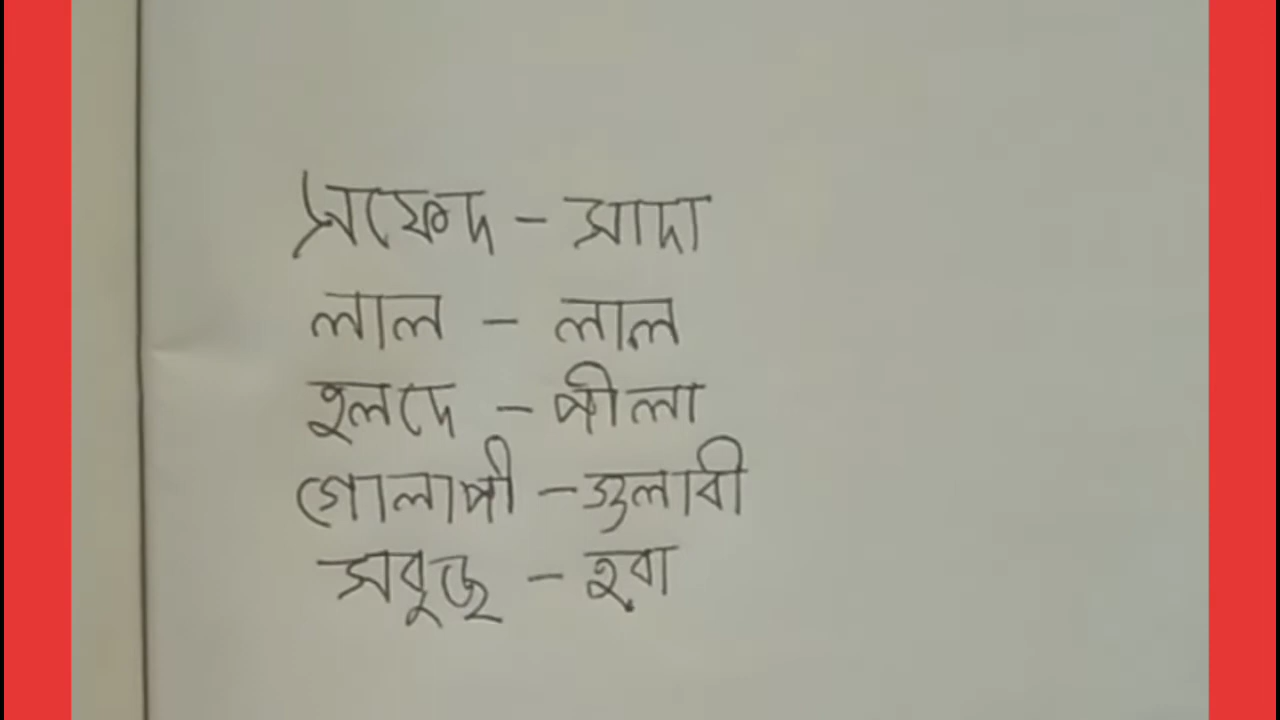 সফেদ - সাদা
লাল - লাল
হলদে - পীলা
গোলাপী - গুলাবী
সবুজ - হরা